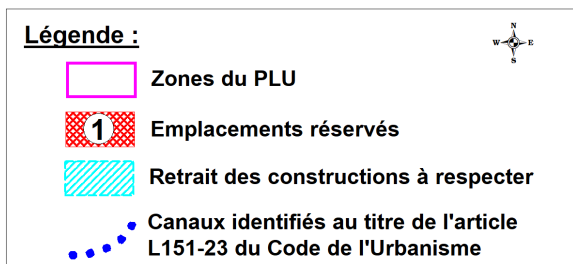 Légende :
N
W E
S
Zones du PLU
1
Emplacements réservés
Retrait des constructions à respecter
Canaux identifiés au titre de l'article
L151-23 du Code de l'Urbanisme